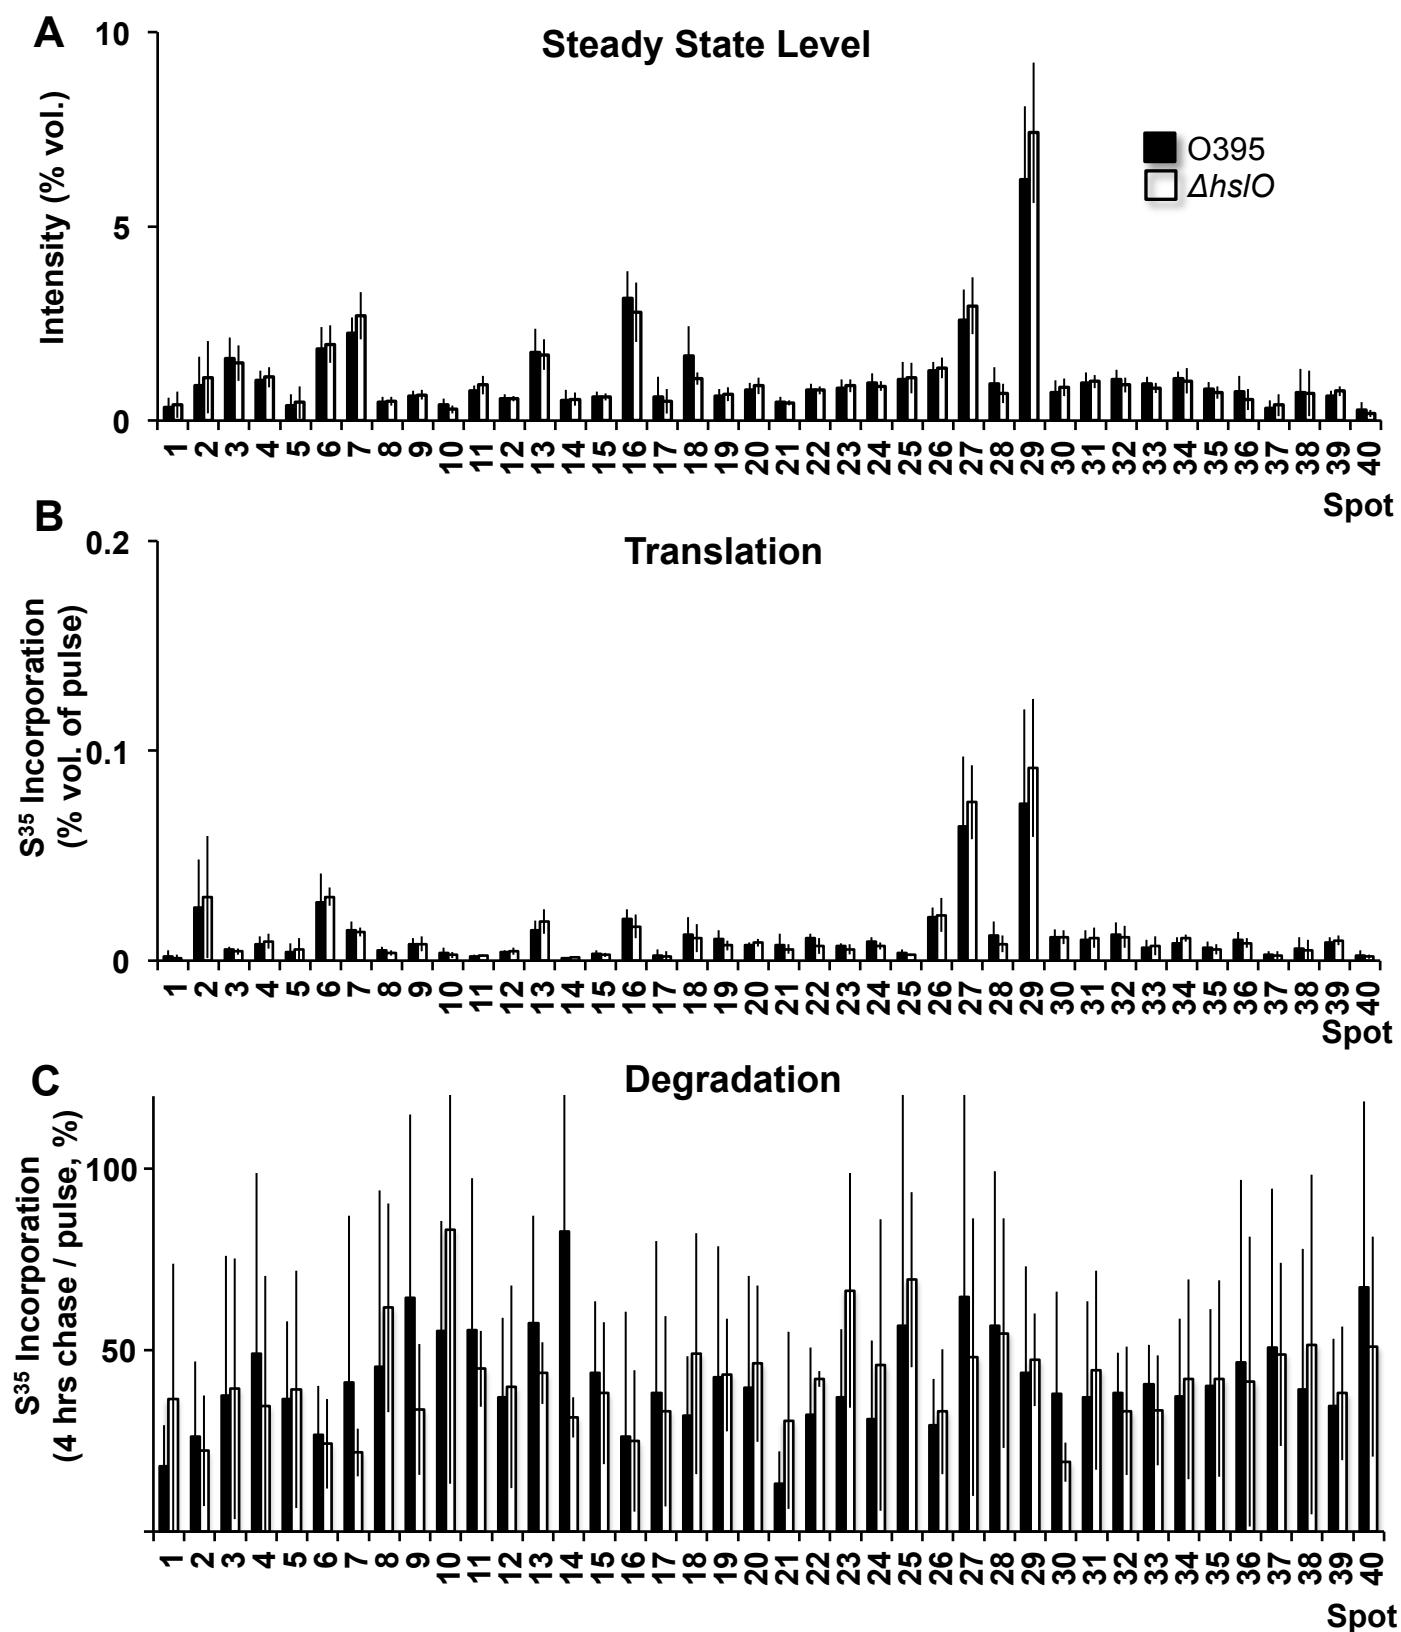 A
Steady State Level
Intensity (% vol.)
10
5
0
O395
ΔhslO
1 2 3 4 5 6 7 8 9 10 11 12 13 14 15 16 17 18 19 20 21 22 23 24 25 26 27 28 29 30 31 32 33 34 35 36 37 38 39 40
Spot
B
Translation
S35 Incorporation
(% vol. of pulse)
0.2
0.1
0
1 2 3 4 5 6 7 8 9 10 11 12 13 14 15 16 17 18 19 20 21 22 23 24 25 26 27 28 29 30 31 32 33 34 35 36 37 38 39 40
Spot
C
Degradation
S35 Incorporation
(4 hrs chase / pulse, %)
100
50
1 2 3 4 5 6 7 8 9 10 11 12 13 14 15 16 17 18 19 20 21 22 23 24 25 26 27 28 29 30 31 32 33 34 35 36 37 38 39 40
Spot